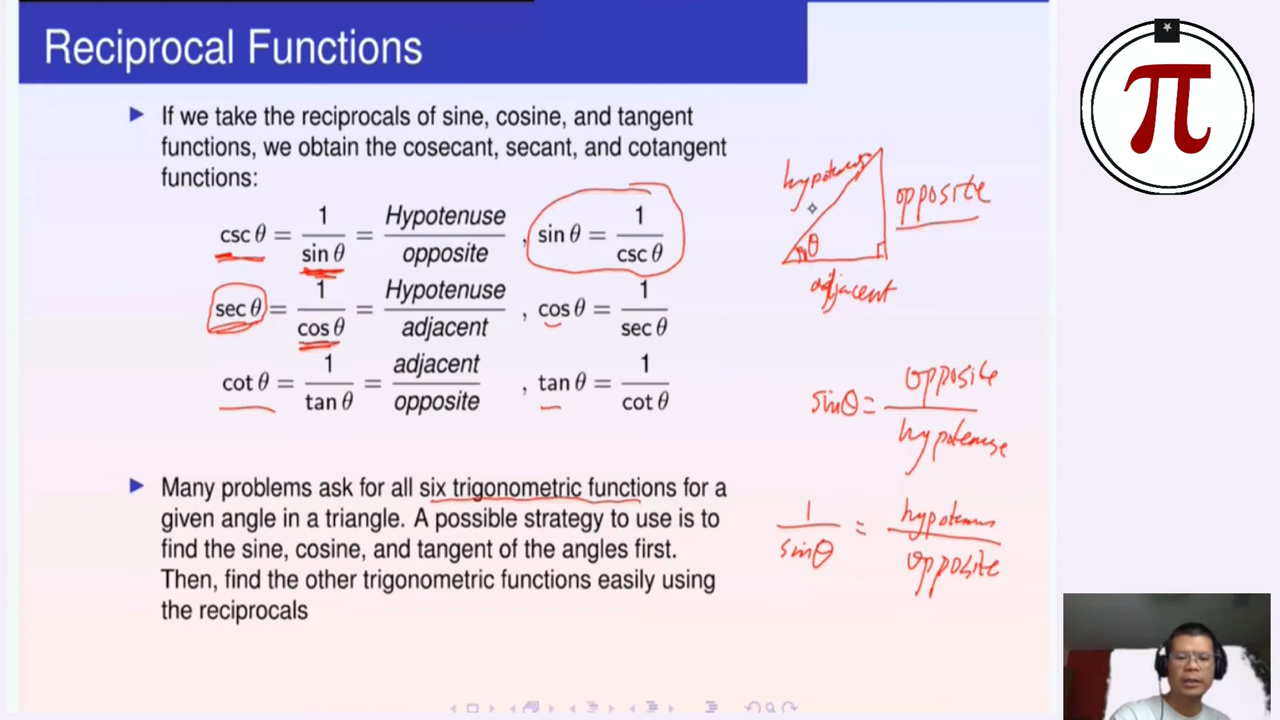 Reciprocal Functions
If we take the reciprocals of sine, cosine, and tangent
functions, we obtain the cosecant, secant, and cotangent
functions:
csc θ = 1/sin θ = Hypotenuse/opposite , sin θ = 1/csc θ
sec θ = 1/cos θ = Hypotenuse/adjacent , cos θ = 1/sec θ
cot θ = 1/tan θ = adjacent/opposite , tan θ = 1/cot θ
Many problems ask for all six trigonometric functions for a
given angle in a triangle. A possible strategy to use is to
find the sine, cosine, and tangent of the angles first.
Then, find the other trigonometric functions easily using
the reciprocals
hypotenus
opposite
θ
adjacent
sinθ = opposite/hypotenuse
1/sinθ = hypotenus/opposite
π